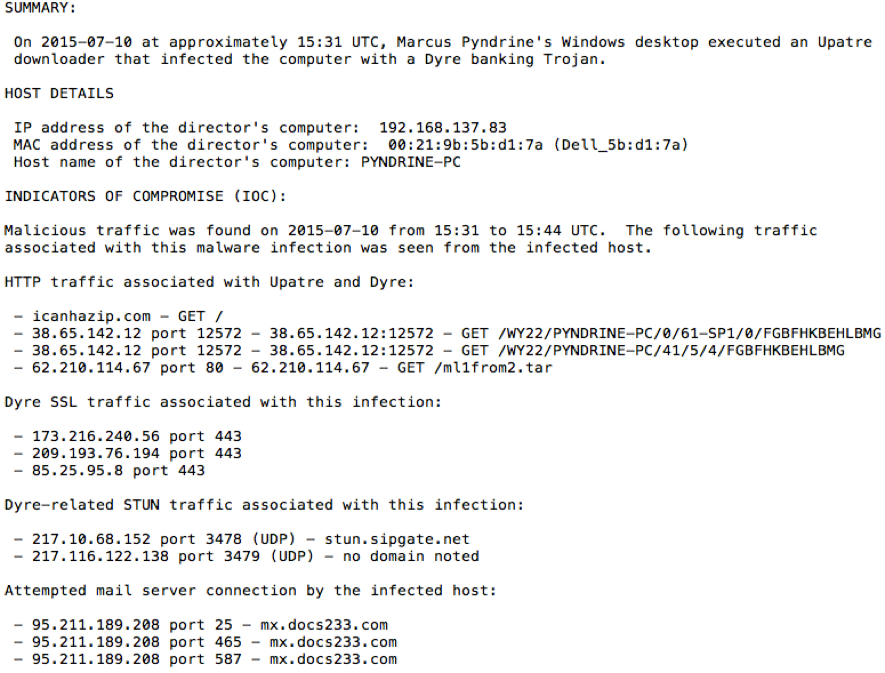 SUMMARY:
On 2015-07-10 at approximately 15:31 UTC, Marcus Pyndrine's Windows desktop executed an Upatre
downloader that infected the computer with a Dyre banking Trojan.
HOST DETAILS
IP address of the director's computer:  192.168.137.83
MAC address of the director's computer:  00:21:9b:5b:d1:7a (Dell_5b:d1:7a)
Host name of the director's computer: PYNDRINE-PC
INDICATORS OF COMPROMISE (IOC):
Malicious traffic was found on 2015-07-10 from 15:31 to 15:44 UTC.  The following traffic
associated with this malware infection was seen from the infected host.
HTTP traffic associated with Upatre and Dyre:
- icanhazip.com - GET /
- 38.65.142.12 port 12572 - 38.65.142.12:12572 - GET /WY22/PYNDRINE-PC/0/61-SP1/0/FGBFHKBEHLBMG
- 38.65.142.12 port 12572 - 38.65.142.12:12572 - GET /WY22/PYNDRINE-PC/41/5/4/FGBFHKBEHLBMG
- 62.210.114.67 port 80 - 62.210.114.67 - GET /ml1from2.tar
Dyre SSL traffic associated with this infection:
- 173.216.240.56 port 443
- 209.193.76.194 port 443
- 85.25.95.8 port 443
Dyre-related STUN traffic associated with this infection:
- 217.10.68.152 port 3478 (UDP) - stun.sipgate.net
- 217.116.122.138 port 3479 (UDP) - no domain noted
Attempted mail server connection by the infected host:
- 95.211.189.208 port 25 - mx.docs233.com
- 95.211.189.208 port 465 - mx.docs233.com
- 95.211.189.208 port 587 - mx.docs233.com